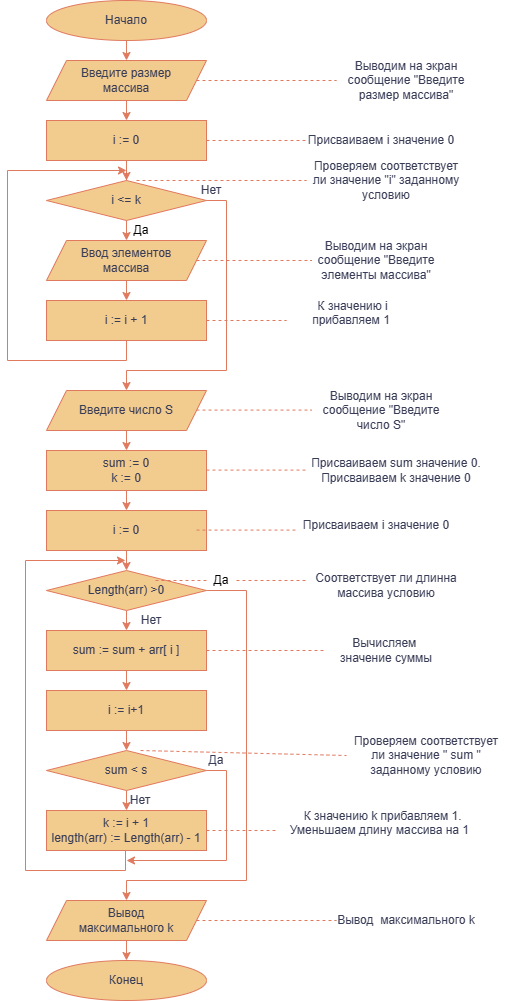 Начало
Введите размер
массива
Выводим на экран
сообщение "Введите
размер массива"
i := 0
Присваиваем i значение 0
Проверяем соответствует
ли значение "i" заданному
условию
i <= k
Нет
Да
Ввод элементов
массива
Выводим на экран
сообщение "Введите
элементы массива"
i := i + 1
К значению i
прибавляем 1
Введите число S
Выводим на экран
сообщение "Введите
число S"
sum := 0
k := 0
Присваиваем sum значение 0.
Присваиваем k значение 0
i := 0
Присваиваем i значение 0
Length(arr) >0
Да
Соответствует ли длинна
массива условию
Нет
sum := sum + arr[ i ]
Вычисляем
значение суммы
i := i+1
Проверяем соответствует
ли значение " sum "
заданному условию
sum < s
Да
Нет
k := i + 1
length(arr) := Length(arr) - 1
К значению k прибавляем 1.
Уменьшаем длину массива на 1
Вывод
максимального k
Вывод максимального k
Конец